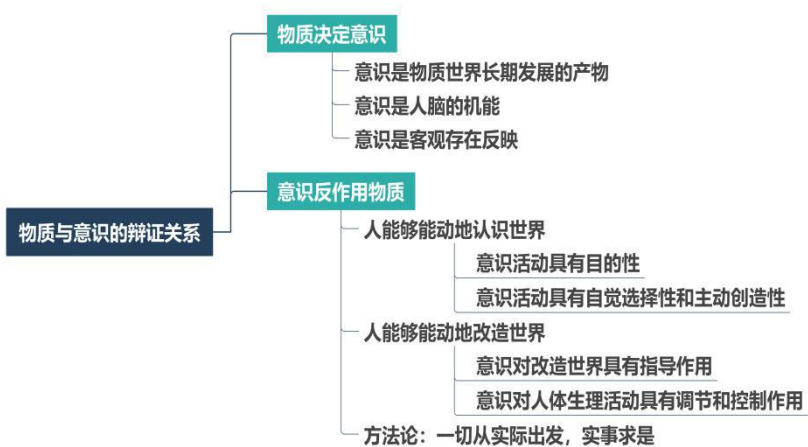 物质决定意识
意识是物质世界长期发展的产物
意识是人脑的机能
意识是客观存在反映
意识反作用物质
物质与意识的辩证关系
人能够能动地认识世界
意识活动具有目的性
意识活动具有自觉选择性和主动创造性
人能够能动地改造世界
意识对改造世界具有指导作用
意识对人体生理活动具有调节和控制作用
方法论：一切从实际出发，实事求是